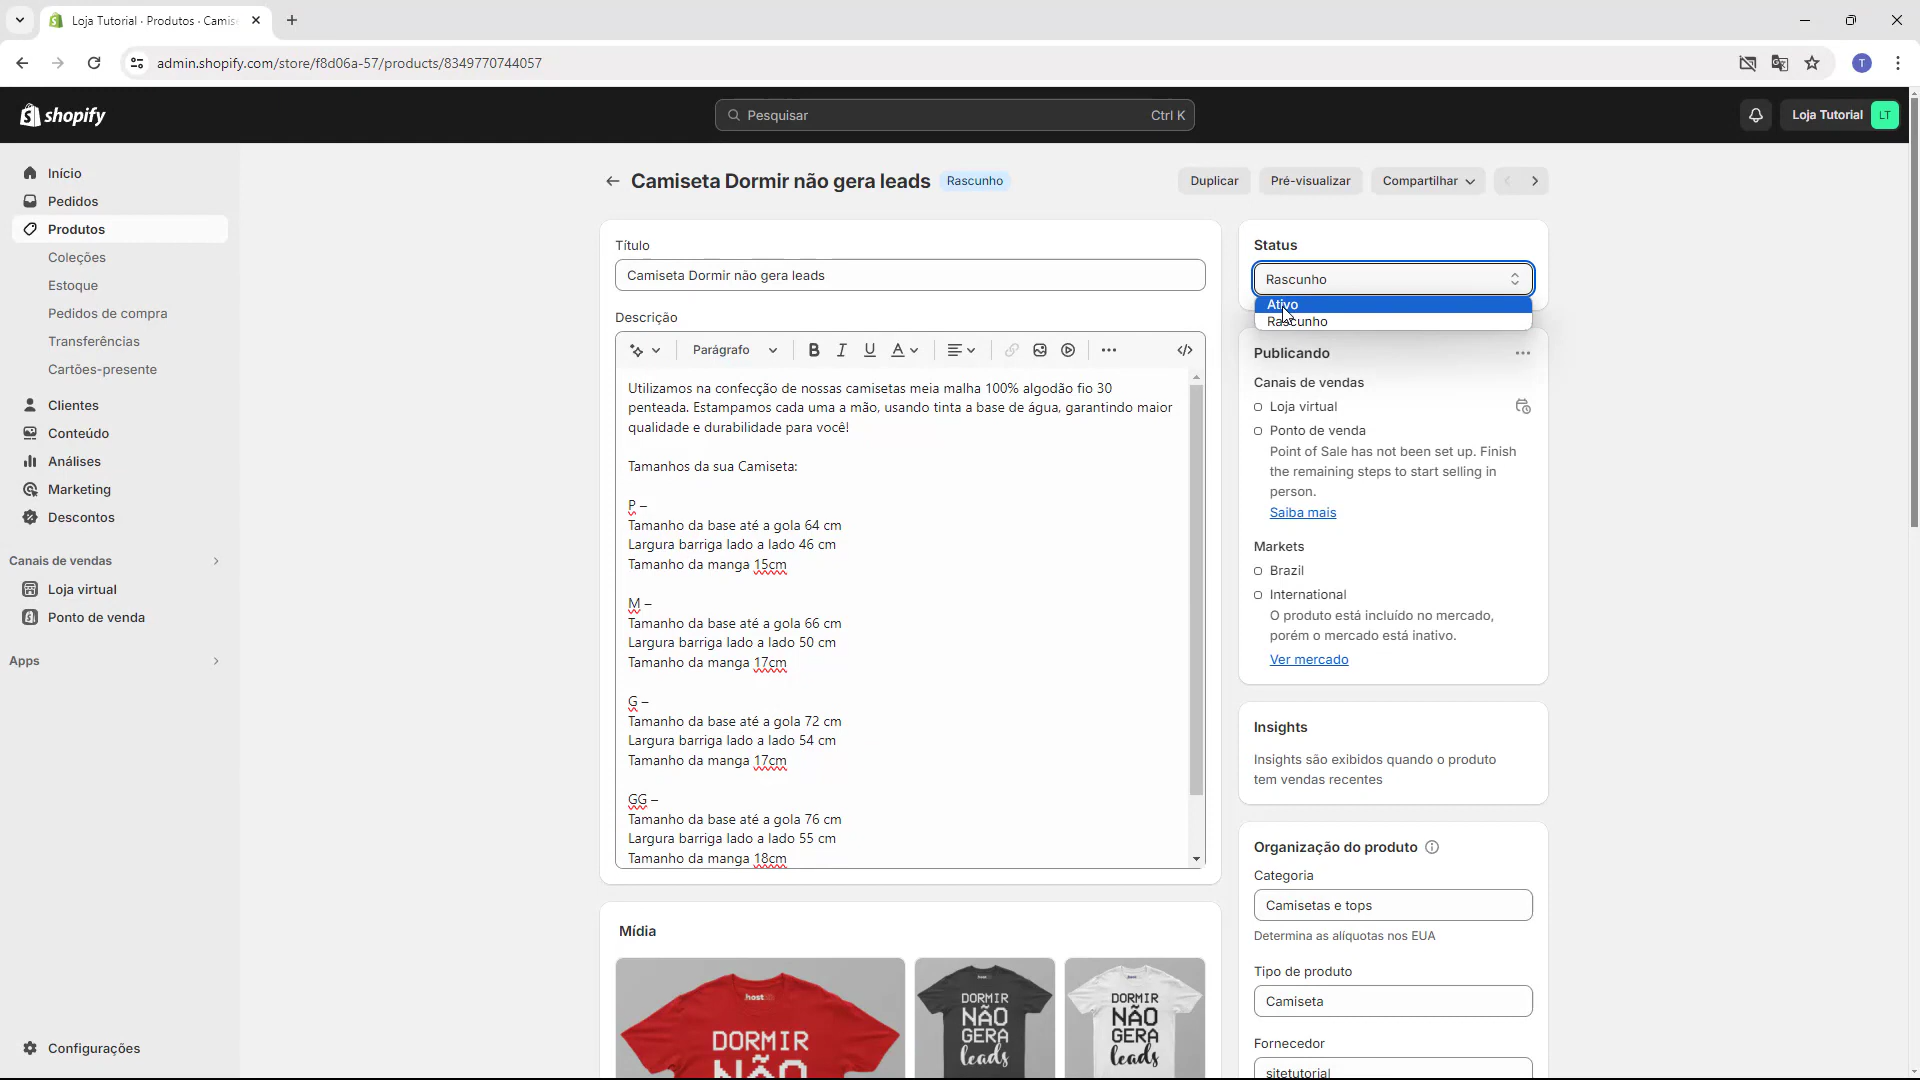 Loja Tutorial · Produtos · Camis
admin.shopify.com/store/f8d06a-57/products/8349770744057
T
shopify
Pesquisar
Ctrl K
Loja Tutorial
LT
Início
Pedidos
Produtos
Coleções
Estoque
Pedidos de compra
Transferências
Cartões-presente
Clientes
Conteúdo
Análises
Marketing
Descontos
Canais de vendas
Loja virtual
Ponto de venda
Apps
Configurações
Camiseta Dormir não gera leads
Rascunho
Duplicar
Pré-visualizar
Compartilhar
Título
Camiseta Dormir não gera leads
Descrição
Parágrafo
B I U A
Utilizamos na confecção de nossas camisetas meia malha 100% algodão fio 30
penteada. Estampamos cada uma a mão, usando tinta a base de água, garantindo maior
qualidade e durabilidade para você!
Tamanhos da sua Camiseta:
P –
Tamanho da base até a gola 64 cm
Largura barriga lado a lado 46 cm
Tamanho da manga 15cm
M –
Tamanho da base até a gola 66 cm
Largura barriga lado a lado 50 cm
Tamanho da manga 17cm
G –
Tamanho da base até a gola 72 cm
Largura barriga lado a lado 54 cm
Tamanho da manga 17cm
GG –
Tamanho da base até a gola 76 cm
Largura barriga lado a lado 55 cm
Tamanho da manga 18cm
Mídia
host
DORMIR
NÃO
DORMIR
NÃO
GERA
leads
DORMIR
NÃO
GERA
leads
Status
Rascunho
Ativo
Rascunho
Publicando
Canais de vendas
Loja virtual
Ponto de venda
Point of Sale has not been set up. Finish
the remaining steps to start selling in
person.
Saiba mais
Markets
Brazil
International
O produto está incluído no mercado,
porém o mercado está inativo.
Ver mercado
Insights
Insights são exibidos quando o produto
tem vendas recentes
Organização do produto
Categoria
Camisetas e tops
Determina as alíquotas nos EUA
Tipo de produto
Camiseta
Fornecedor
sitetutorial